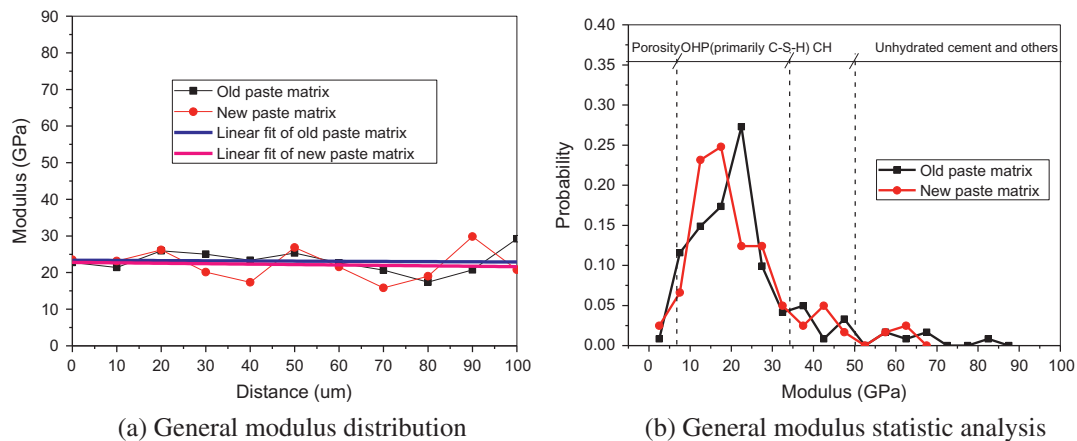 90
80
70
60
50
40
30
20
10
0
Modulus (GPa)
Old paste matrix
New paste matrix
Linear fit of old paste matrix
Linear fit of new paste matrix
0 10 20 30 40 50 60 70 80 90 100
Distance (um)
(a) General modulus distribution
0.40
0.35
0.30
0.25
0.20
0.15
0.10
0.05
0.00
Probability
Porosity OHP(primarily C-S-H) CH Unhydrated cement and others
Old paste matrix
New paste matrix
0 10 20 30 40 50 60 70 80 90 100
Modulus (GPa)
(b) General modulus statistic analysis